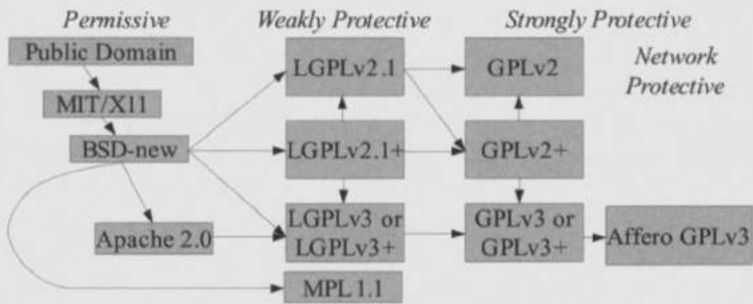 Permissive
Weakly Protective
Strongly Protective
Public Domain
LGPLv2.1
GPLv2
Network
Protective
MIT/X11
BSD-new
LGPLv2.1+
GPLv2+
Apache 2.0
LGPLv3 or
LGPLv3+
GPLv3 or
GPLv3+
Affero GPLv3
MPL 1.1